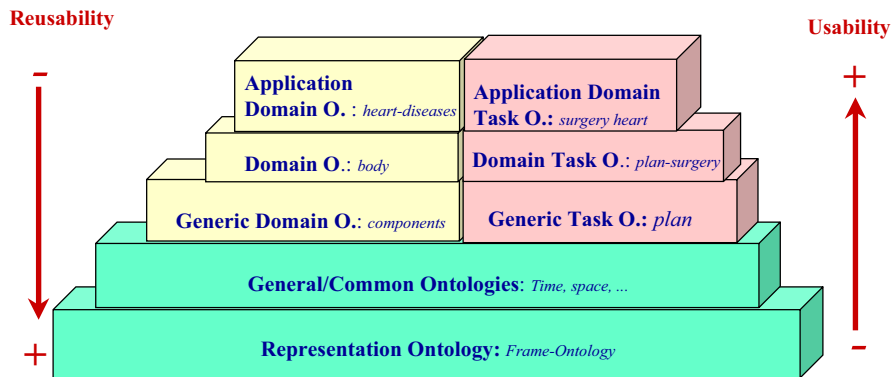 Reusability
Usability
-
+
Application
Domain O. : heart-diseases
Application Domain
Task O.: surgery heart
Domain O.: body
Domain Task O.: plan-surgery
Generic Domain O.: components
Generic Task O.: plan
General/Common Ontologies: Time, space, ...
Representation Ontology: Frame-Ontology
+
-